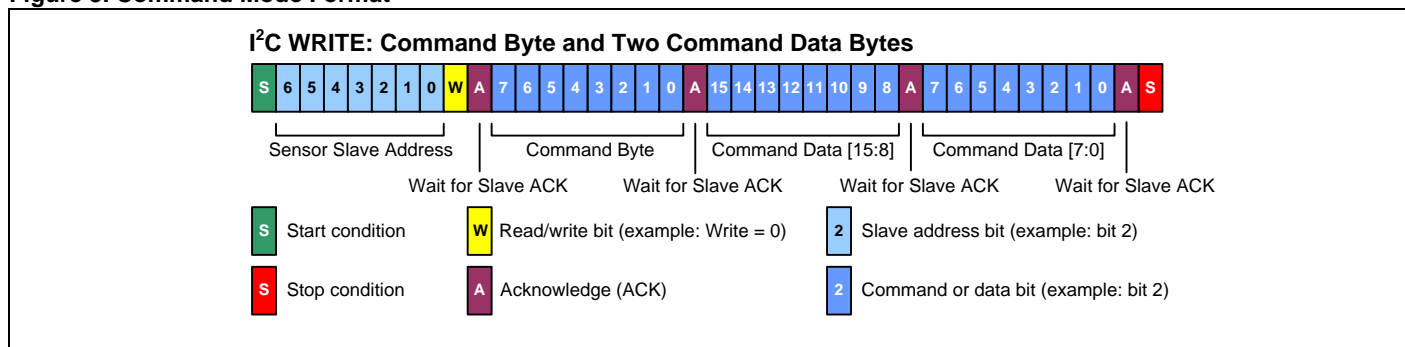 I²C WRITE: Command Byte and Two Command Data Bytes
S 6 5 4 3 2 1 0 W A 7 6 5 4 3 2 1 0 A 15 14 13 12 11 10 9 8 A 7 6 5 4 3 2 1 0 A S
Sensor Slave Address Command Byte Command Data [15:8] Command Data [7:0]
Wait for Slave ACK Wait for Slave ACK Wait for Slave ACK Wait for Slave ACK
S Start condition W Read/write bit (example: Write = 0) 2 Slave address bit (example: bit 2)
S Stop condition A Acknowledge (ACK) 2 Command or data bit (example: bit 2)